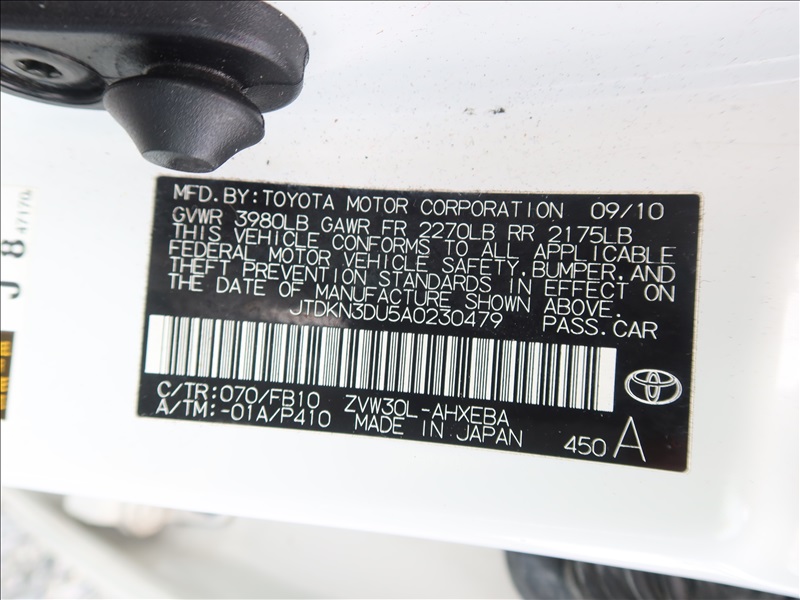 MFD.BY:TOYOTA MOTOR CORPORATION 09/10
GVWR 3980LB GAWR FR 2270LB RR 2175LB
THIS VEHICLE CONFORMS TO ALL APPLICABLE
FEDERAL MOTOR VEHICLE SAFETY,BUMPER,AND
THEFT PREVENTION STANDARDS IN EFFECT ON
THE DATE OF MANUFACTURE SHOWN ABOVE.
JTDKN3DU5A0230479 PASS.CAR
C/TR:070/FB10 ZVW30L-AHXEBA
A/TM:-01A/P410 MADE IN JAPAN
450 A
J 8